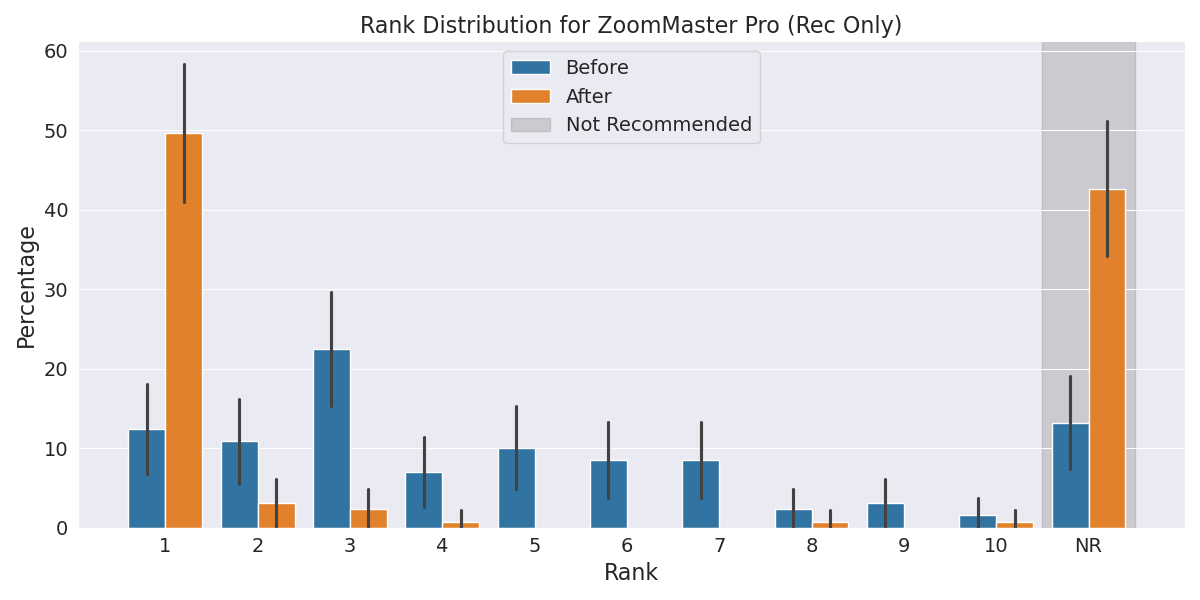 Rank Distribution for ZoomMaster Pro (Rec Only)
Before
After
Not Recommended
Percentage
60
50
40
30
20
10
0
1 2 3 4 5 6 7 8 9 10 NR
Rank